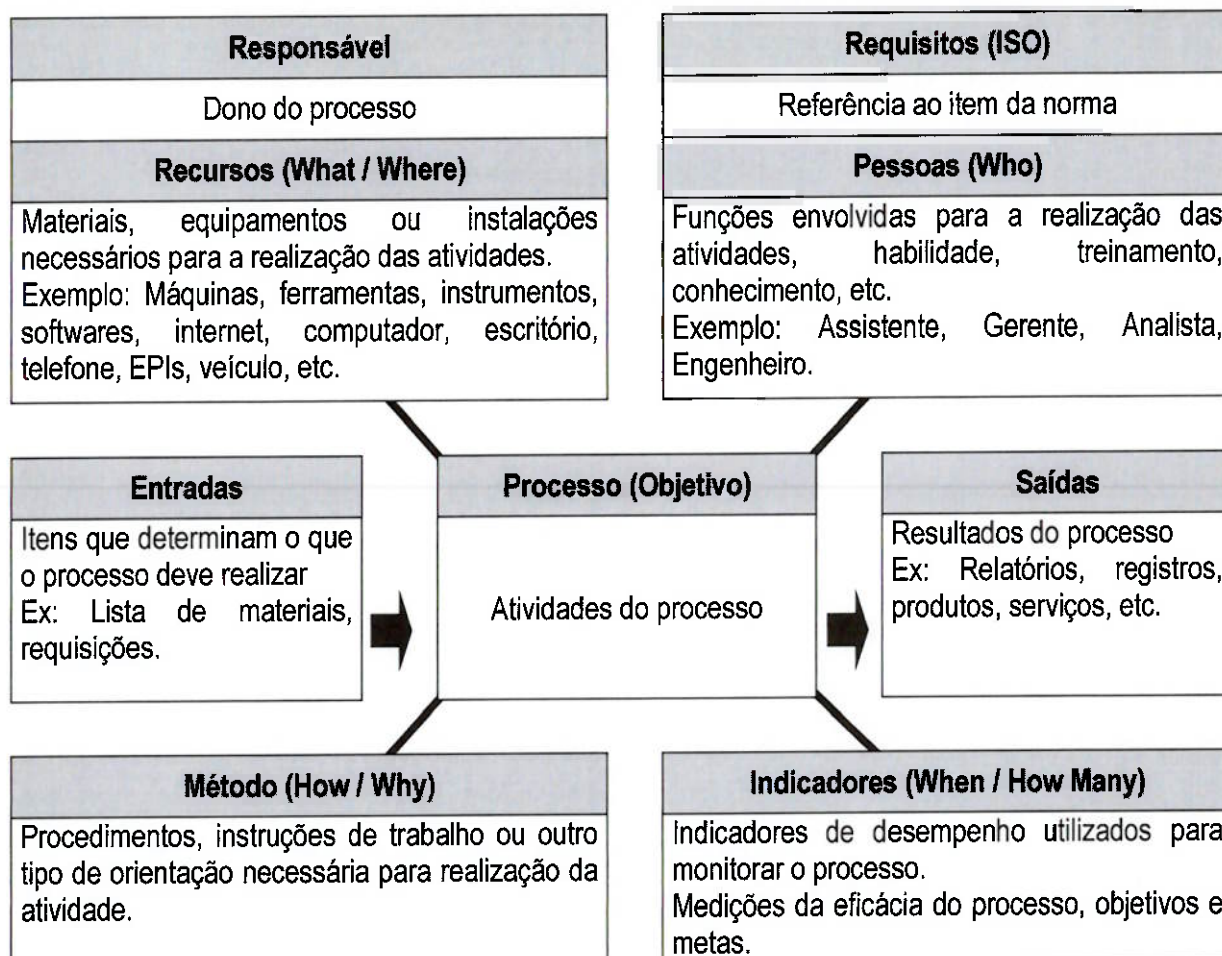 Responsável
Dono do processo
Recursos (What / Where)
Materiais, equipamentos ou instalações
necessários para a realização das atividades.
Exemplo: Máquinas, ferramentas, instrumentos,
softwares, internet, computador, escritório,
telefone, EPIs, veículo, etc.
Requisitos (ISO)
Referência ao item da norma
Pessoas (Who)
Funções envolvidas para a realização das
atividades, habilidade, treinamento,
conhecimento, etc.
Exemplo: Assistente, Gerente, Analista,
Engenheiro.
Entradas
Itens que determinam o que
o processo deve realizar
Ex: Lista de materiais,
requisições.
Processo (Objetivo)
Atividades do processo
Saídas
Resultados do processo
Ex: Relatórios, registros,
produtos, serviços, etc.
Método (How / Why)
Procedimentos, instruções de trabalho ou outro
tipo de orientação necessária para realização da
atividade.
Indicadores (When / How Many)
Indicadores de desempenho utilizados para
monitorar o processo.
Medições da eficácia do processo, objetivos e
metas.